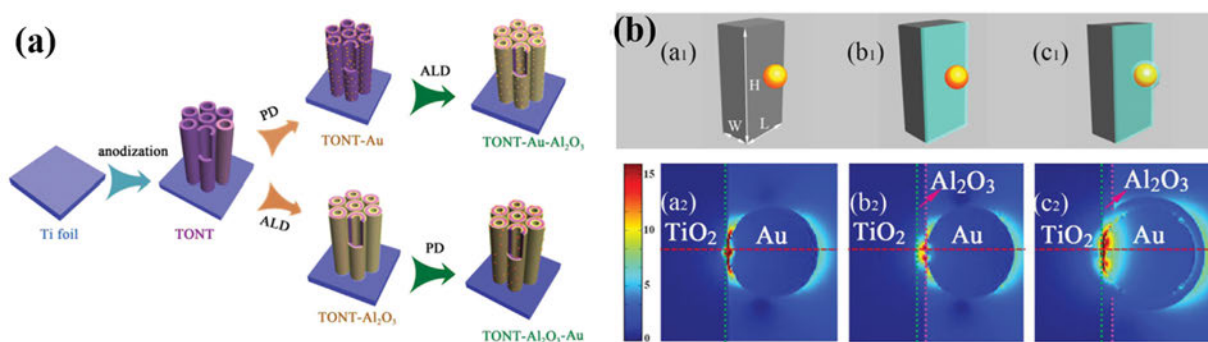 (a)
Ti foil
anodization
TONT
PD
ALD
TONT-Au
ALD
TONT-Au-Al₂O₃
TONT-Al₂O₃
PD
TONT-Al₂O₃-Au
(b)
(a1)
H
W
L
(b1)
(c1)
15
10
5
0
(a2)
TiO₂
Au
Al₂O₃
(b2)
TiO₂
Au
Al₂O₃
(c2)
TiO₂
Au